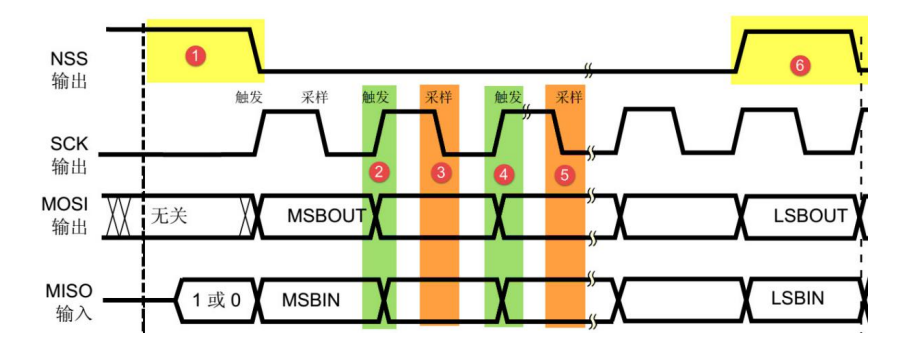 NSS
输出
1
6
触发
采样
触发
采样
触发
采样
SCK
输出
2
3
4
5
MOSI
输出
无关
MSBOUT
LSBOUT
MISO
输入
1 或 0
MSBIN
LSBIN